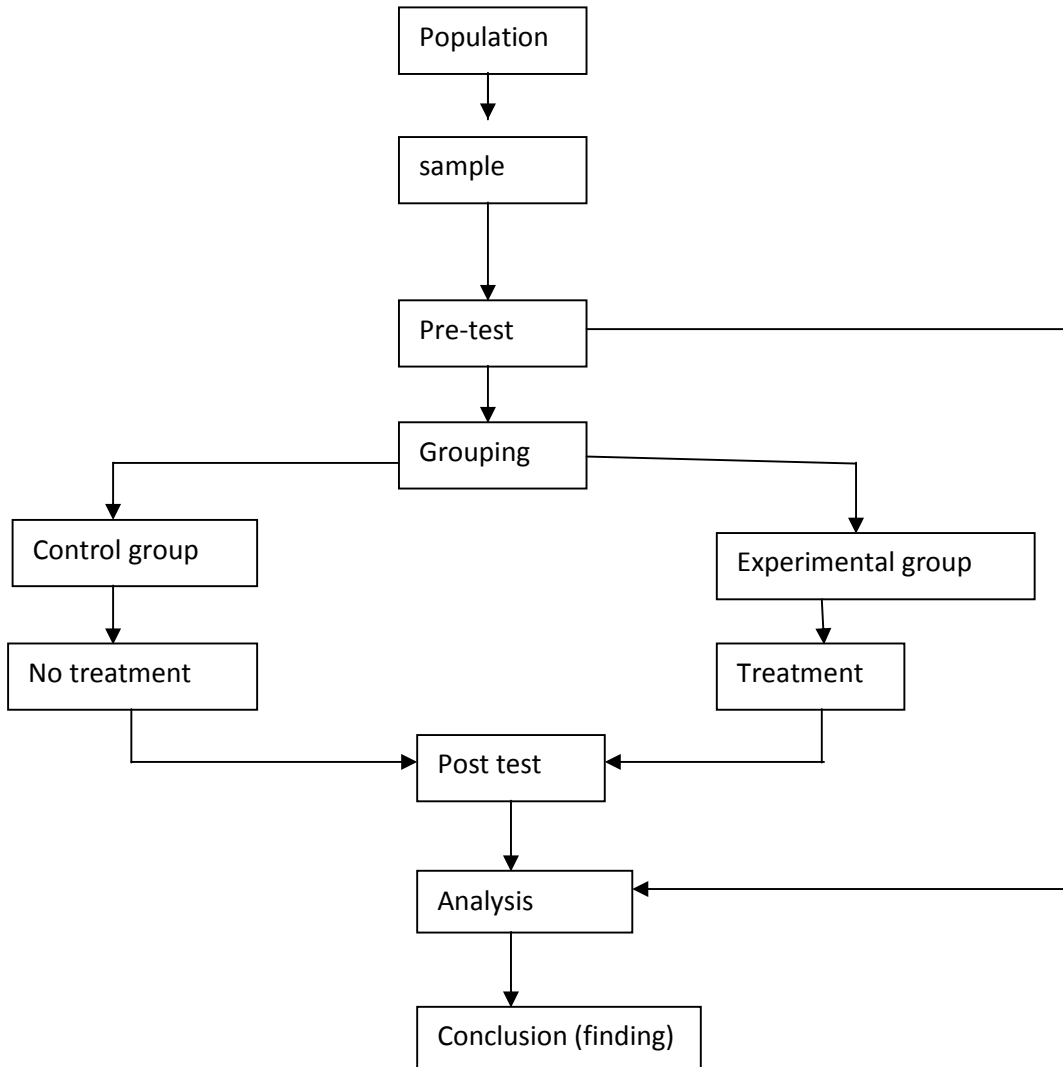 Population
sample
Pre-test
Grouping
Control group
Experimental group
No treatment
Treatment
Post test
Analysis
Conclusion (finding)